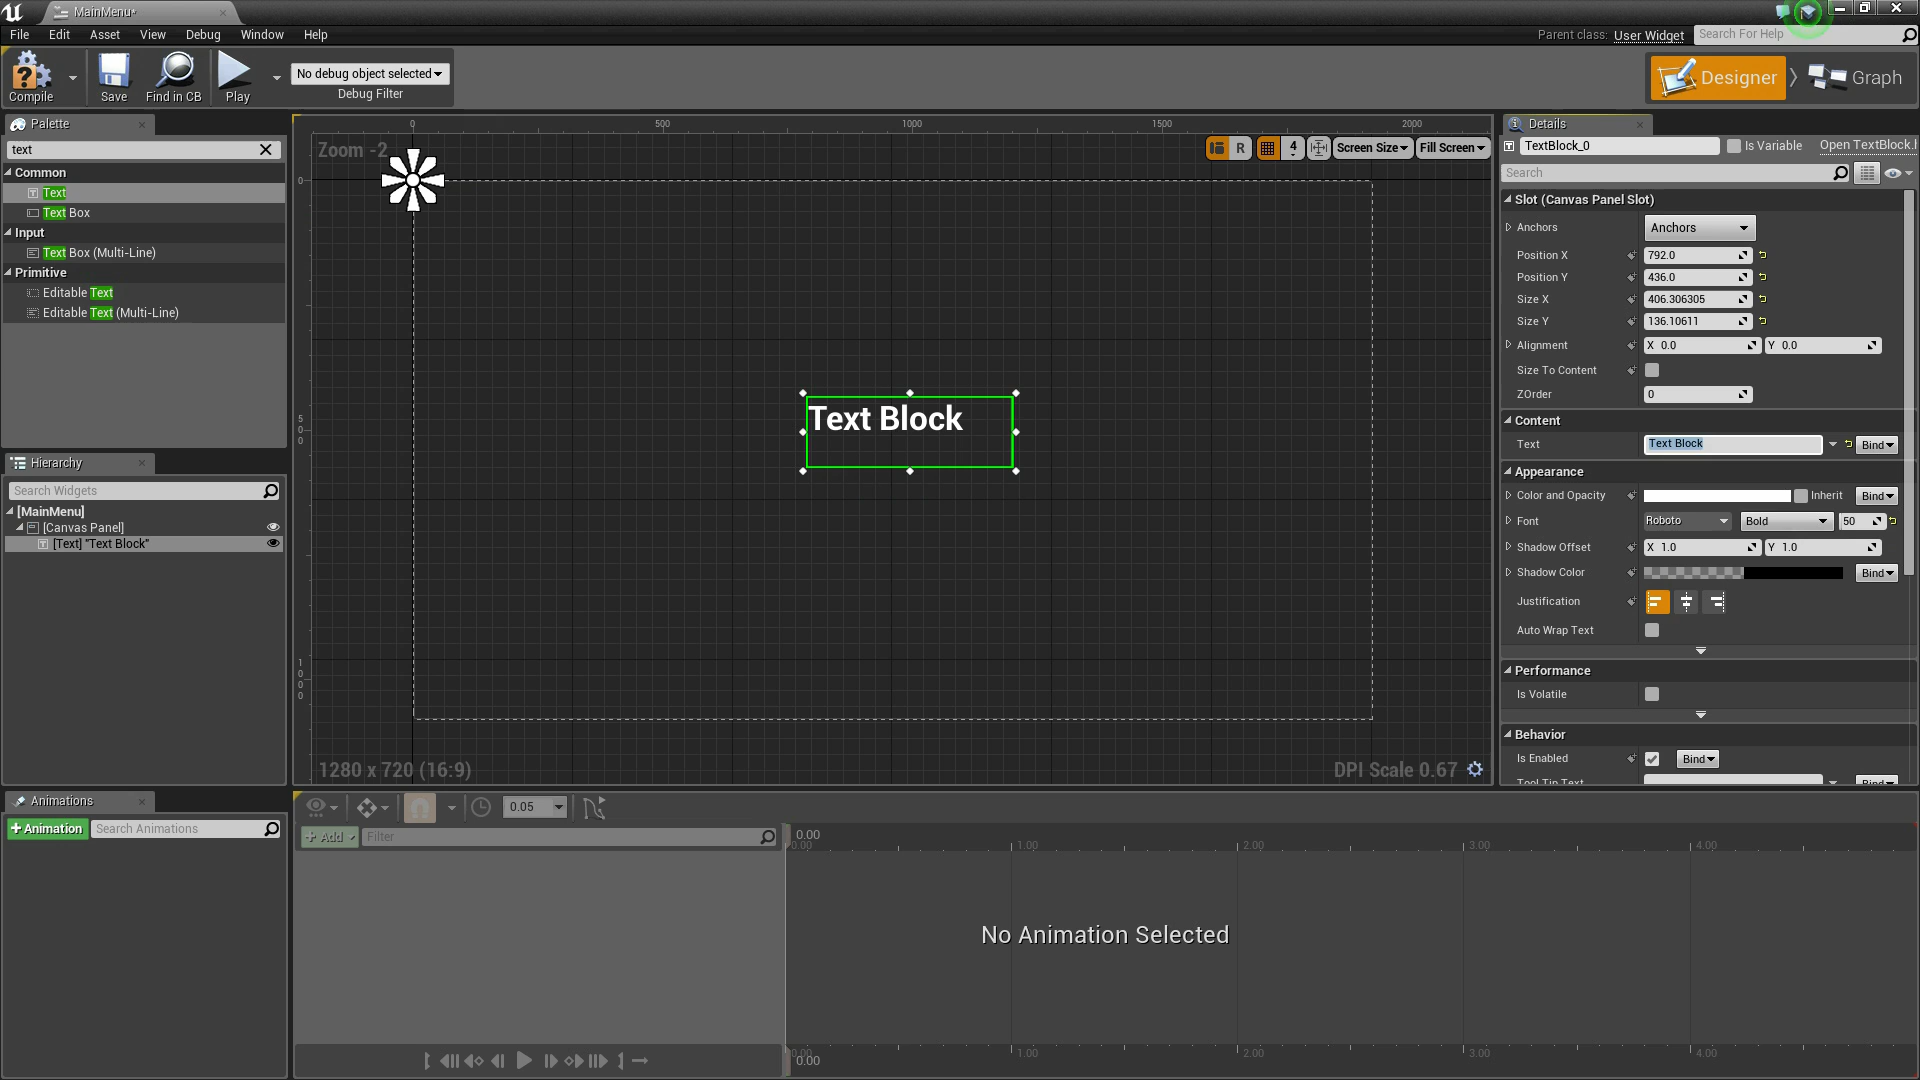 MainMenu*
File Edit Asset View Debug Window Help
Parent class: User Widget Search For Help
Compile Save Find in CB Play
No debug object selected
Debug Filter
Designer Graph
Palette
text
Common
Text
Text Box
Input
Text Box (Multi-Line)
Primitive
Editable Text
Editable Text (Multi-Line)
Hierarchy
Search Widgets
[MainMenu]
[Canvas Panel]
[Text] "Text Block"
Animations
+Animation Search Animations
0 500 1000 1500 2000
Zoom -2
R 4 Screen Size Fill Screen
0
500
1000
Text Block
1280 x 720 (16:9)
DPI Scale 0.67
Details
TextBlock_0 Is Variable Open TextBlock.h
Search
Slot (Canvas Panel Slot)
Anchors Anchors
Position X 792.0
Position Y 436.0
Size X 406.306305
Size Y 136.10611
Alignment X 0.0 Y 0.0
Size To Content
ZOrder 0
Content
Text Text Block Bind
Appearance
Color and Opacity Inherit Bind
Font Roboto Bold 50
Shadow Offset X 1.0 Y 1.0
Shadow Color Bind
Justification
Auto Wrap Text
Performance
Is Volatile
Behavior
Is Enabled Bind
Tool Tip Text Bind
0.05
+ Add Filter
0.00
0.00 1.00 2.00 3.00 4.00
No Animation Selected
0.00 1.00 2.00 3.00 4.00
0.00